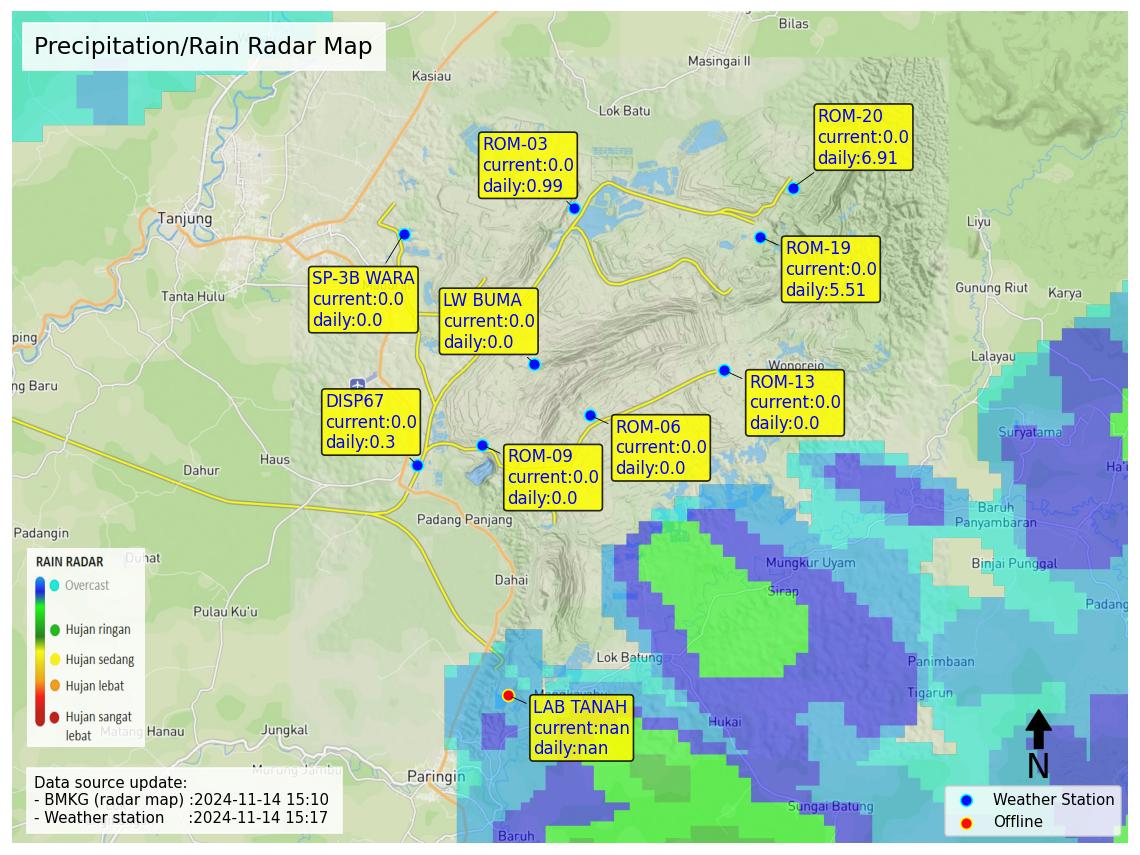 Precipitation/Rain Radar Map
Bilas
Masingai II
Kasiau
Lok Batu
ROM-20
current:0.0
daily:6.91
ROM-03
current:0.0
daily:0.99
Tanjung
Liyu
ROM-19
current:0.0
daily:5.51
SP-3B WARA
current:0.0
daily:0.0
Tanta Hulu
LW BUMA
current:0.0
daily:0.0
Gunung Riut
Karya
ping
Lalayau
Wonorejo
ng Baru
ROM-13
current:0.0
daily:0.0
DISP67
current:0.0
daily:0.3
ROM-06
current:0.0
daily:0.0
Suryatama
ROM-09
current:0.0
daily:0.0
Haus
Dahur
Ha'u
Padang Panjang
Baruh
Panyambaran
Padangin
Duhat
Mungkur Uyam
Binjai Punggal
Dahai
Sirap
Padang
Pulau Ku'u
RAIN RADAR
Overcast
Hujan ringan
Hujan sedang
Hujan lebat
Hujan sangat
lebat
Lok Batung
Panimbaan
Tigarun
Mangkayahu
LAB TANAH
current:nan
daily:nan
Hukai
Matang Hanau
Jungkal
Murung Jambu
Paringin
N
Data source update:
- BMKG (radar map) :2024-11-14 15:10
- Weather station :2024-11-14 15:17
Sungai Batung
Baruh
Weather Station
Offline